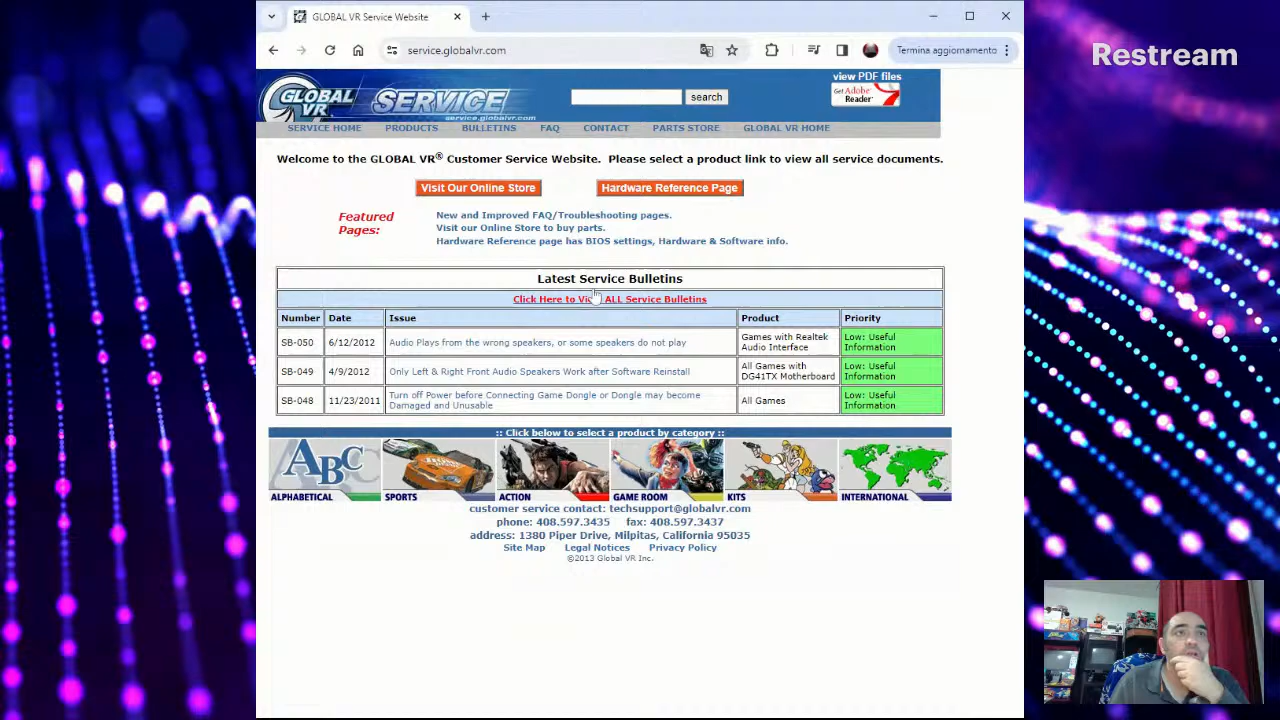 GLOBAL VR Service Website
service.globalvr.com
Termina aggiornamento
Restream
GLOBAL VR
SERVICE
service.globalvr.com
search
view PDF files
Get Adobe Reader
SERVICE HOME PRODUCTS BULLETINS FAQ CONTACT PARTS STORE GLOBAL VR HOME
Welcome to the GLOBAL VR® Customer Service Website. Please select a product link to view all service documents.
Visit Our Online Store Hardware Reference Page
Featured Pages:
New and Improved FAQ/Troubleshooting pages.
Visit our Online Store to buy parts.
Hardware Reference page has BIOS settings, Hardware & Software info.
Latest Service Bulletins
Click Here to View ALL Service Bulletins
Number Date Issue Product Priority
SB-050 6/12/2012 Audio Plays from the wrong speakers, or some speakers do not play Games with Realtek Audio Interface Low: Useful Information
SB-049 4/9/2012 Only Left & Right Front Audio Speakers Work after Software Reinstall All Games with DG41TX Motherboard Low: Useful Information
SB-048 11/23/2011 Turn off Power before Connecting Game Dongle or Dongle may become Damaged and Unusable All Games Low: Useful Information
:: Click below to select a product by category ::
ABC
ALPHABETICAL SPORTS ACTION GAME ROOM KITS INTERNATIONAL
customer service contact: techsupport@globalvr.com
phone: 408.597.3435 fax: 408.597.3437
address: 1380 Piper Drive, Milpitas, California 95035
Site Map Legal Notices Privacy Policy
©2013 Global VR Inc.